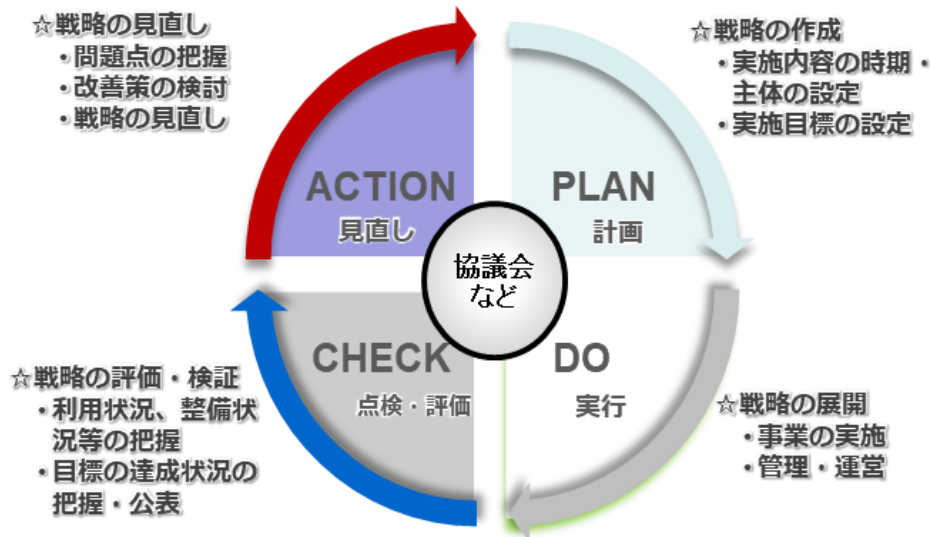 ☆戦略の見直し
・問題点の把握
・改善策の検討
・戦略の見直し
☆戦略の作成
・実施内容の時期・
主体の設定
・実施目標の設定
ACTION
見直し
PLAN
計画
協議会
など
CHECK
点検・評価
DO
実行
☆戦略の評価・検証
・利用状況、整備状
況等の把握
・目標の達成状況の
把握・公表
☆戦略の展開
・事業の実施
・管理・運営